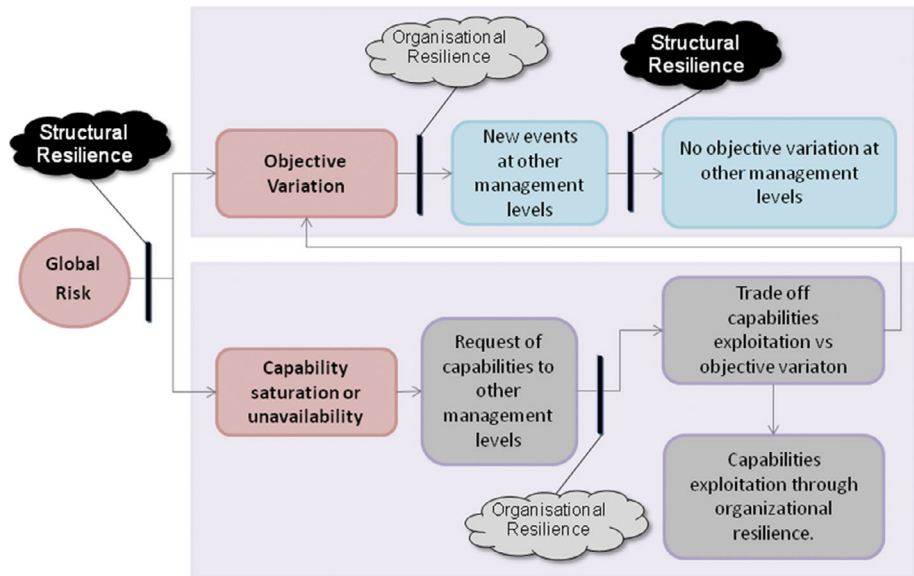 Organisational
Resilience
Structural
Resilience
Structural
Resilience
Objective
Variation
New events
at other
management
levels
No objective variation at
other management
levels
Global
Risk
Capability
saturation or
unavailability
Request of
capabilities to
other
management
levels
Trade off
capabilities
exploitation vs
objective variaton
Organisational
Resilience
Capabilities
exploitation through
organizational
resilience.